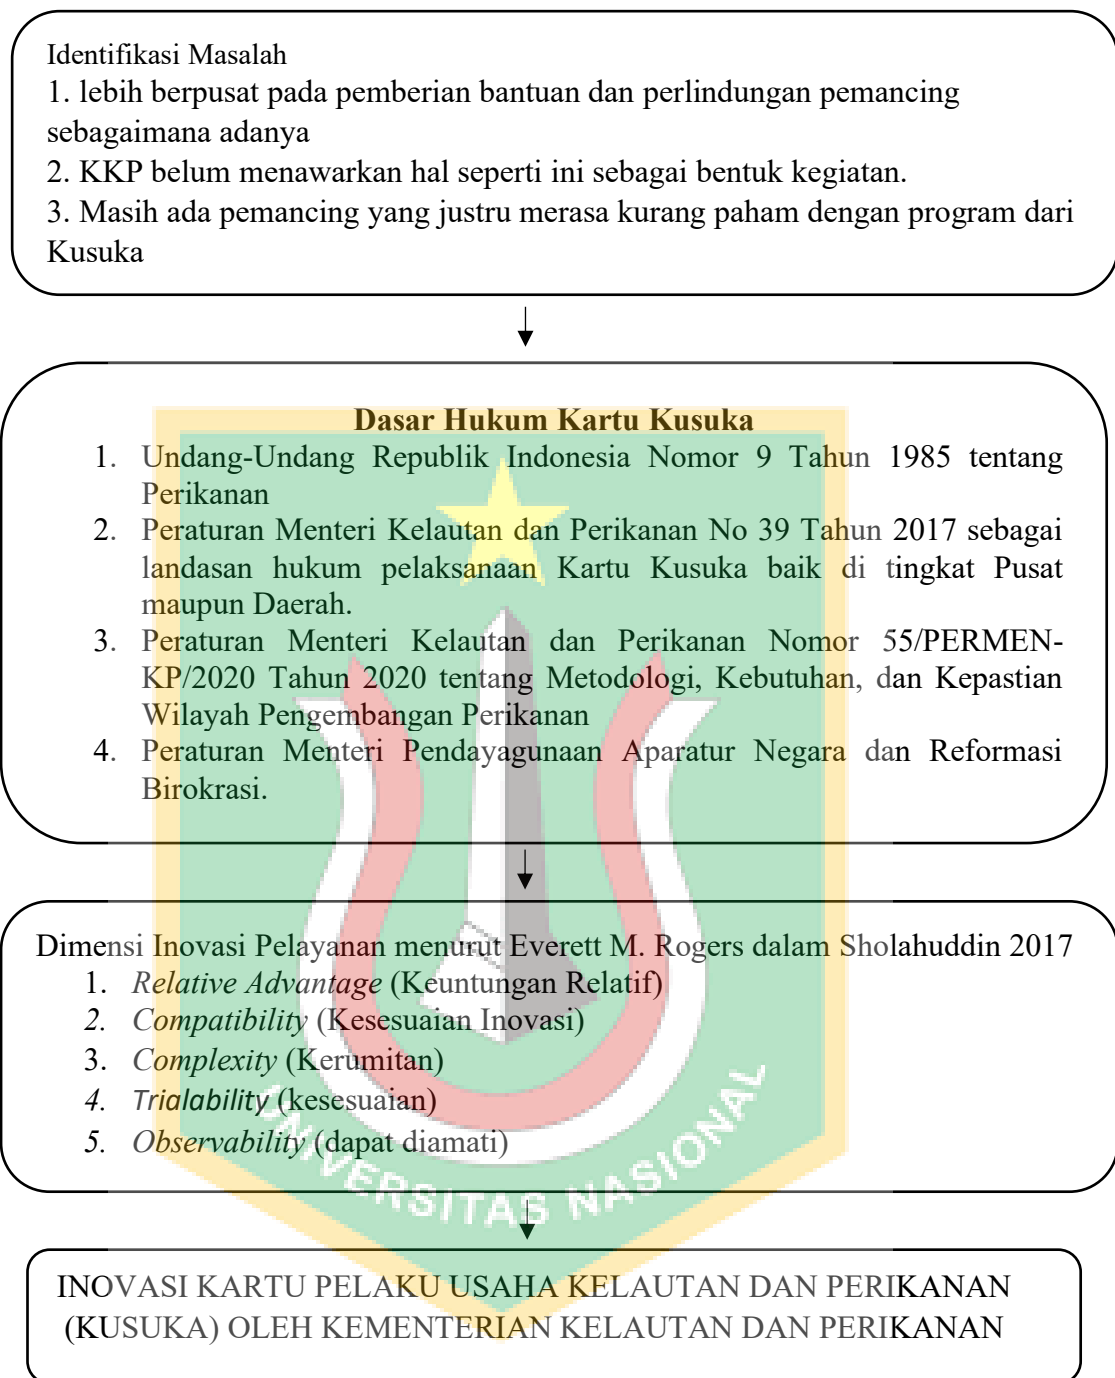 Identifikasi Masalah
1. lebih berpusat pada pemberian bantuan dan perlindungan pemancing
sebagaimana adanya
2. KKP belum menawarkan hal seperti ini sebagai bentuk kegiatan.
3. Masih ada pemancing yang justru merasa kurang paham dengan program dari
Kusuka
Dasar Hukum Kartu Kusuka
1. Undang-Undang Republik Indonesia Nomor 9 Tahun 1985 tentang
Perikanan
2. Peraturan Menteri Kelautan dan Perikanan No 39 Tahun 2017 sebagai
landasan hukum pelaksanaan Kartu Kusuka baik di tingkat Pusat
maupun Daerah.
3. Peraturan Menteri Kelautan dan Perikanan Nomor 55/PERMEN-
KP/2020 Tahun 2020 tentang Metodologi, Kebutuhan, dan Kepastian
Wilayah Pengembangan Perikanan
4. Peraturan Menteri Pendayagunaan Aparatur Negara dan Reformasi
Birokrasi.
Dimensi Inovasi Pelayanan menurut Everett M. Rogers dalam Sholahuddin 2017
1. Relative Advantage (Keuntungan Relatif)
2. Compatibility (Kesesuaian Inovasi)
3. Complexity (Kerumitan)
4. Trialability (kesesuaian)
5. Observability (dapat diamati)
UNIVERSITAS NASIONAL
INOVASI KARTU PELAKU USAHA KELAUTAN DAN PERIKANAN
(KUSUKA) OLEH KEMENTERIAN KELAUTAN DAN PERIKANAN